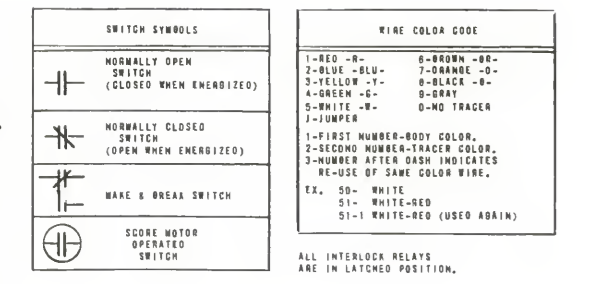 SWITCH SYMBOLS
NORMALLY OPEN
SWITCH
(CLOSED WHEN ENERGIZED)
NORMALLY CLOSED
SWITCH
(OPEN WHEN ENERGIZED)
MAKE & BREAK SWITCH
SCORE MOTOR
OPERATED
SWITCH
WIRE COLOR CODE
1-RED -R- 6-BROWN -BR-
2-BLUE -BLU- 7-ORANGE -O-
3-YELLOW -Y- 8-BLACK -B-
4-GREEN -G- 9-GRAY
5-WHITE -W- 0-NO TRACER
J-JUMPER
1-FIRST NUMBER-BODY COLOR.
2-SECOND NUMBER-TRACER COLOR.
3-NUMBER AFTER DASH INDICATES
RE-USE OF SAME COLOR WIRE.
EX. 50- WHITE
51- WHITE-RED
51-1 WHITE-RED (USED AGAIN)
ALL INTERLOCK RELAYS
ARE IN LATCHED POSITION.